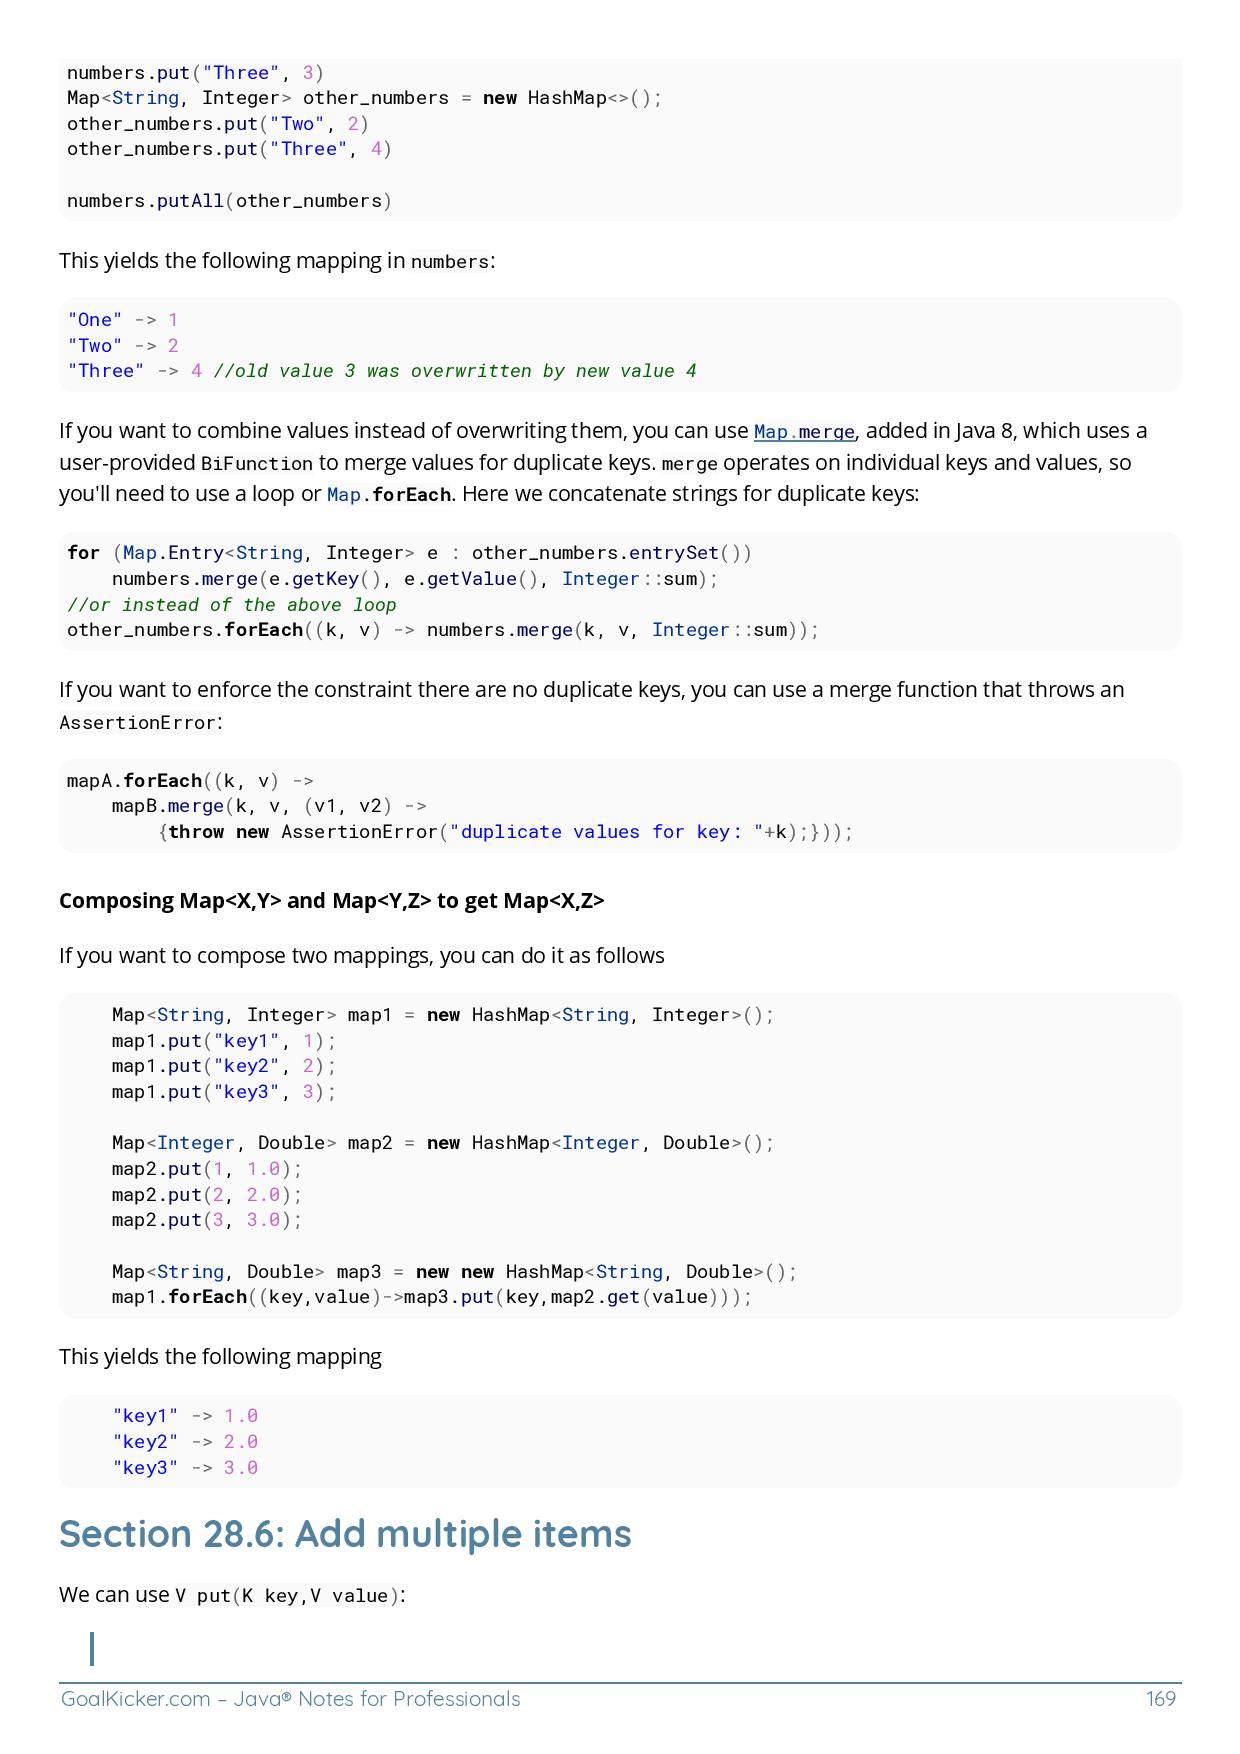 numbers.put("Three", 3)
Map<String, Integer> other_numbers = new HashMap<>();
other_numbers.put("Two", 2)
other_numbers.put("Three", 4)

numbers.putAll(other_numbers)
This yields the following mapping in numbers:
"One" -> 1
"Two" -> 2
"Three" -> 4 //old value 3 was overwritten by new value 4
If you want to combine values instead of overwriting them, you can use Map.merge, added in Java 8, which uses a
user-provided BiFunction to merge values for duplicate keys. merge operates on individual keys and values, so
you'll need to use a loop or Map.forEach. Here we concatenate strings for duplicate keys:
for (Map.Entry<String, Integer> e : other_numbers.entrySet())
    numbers.merge(e.getKey(), e.getValue(), Integer::sum);
//or instead of the above loop
other_numbers.forEach((k, v) -> numbers.merge(k, v, Integer::sum));
If you want to enforce the constraint there are no duplicate keys, you can use a merge function that throws an
AssertionError:
mapA.forEach((k, v) ->
    mapB.merge(k, v, (v1, v2) ->
        {throw new AssertionError("duplicate values for key: "+k);}));
Composing Map<X,Y> and Map<Y,Z> to get Map<X,Z>
If you want to compose two mappings, you can do it as follows
    Map<String, Integer> map1 = new HashMap<String, Integer>();
    map1.put("key1", 1);
    map1.put("key2", 2);
    map1.put("key3", 3);

    Map<Integer, Double> map2 = new HashMap<Integer, Double>();
    map2.put(1, 1.0);
    map2.put(2, 2.0);
    map2.put(3, 3.0);

    Map<String, Double> map3 = new new HashMap<String, Double>();
    map1.forEach((key,value)->map3.put(key,map2.get(value)));
This yields the following mapping
    "key1" -> 1.0
    "key2" -> 2.0
    "key3" -> 3.0
Section 28.6: Add multiple items
We can use V put(K key,V value):
GoalKicker.com – Java® Notes for Professionals 169